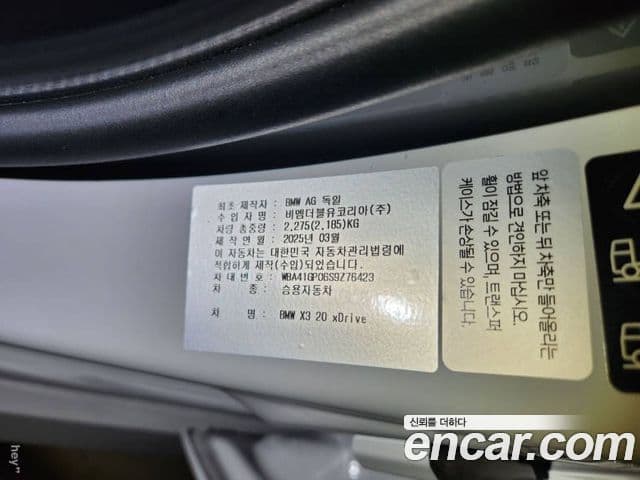 최초 제작자 : BMW AG 독일
수 입 자 명 : 비엠더블유코리아(주)
차량 총중량 : 2,275(2,185)KG
제 작 연 월 : 2025년 03월
이 자동차는 대한민국 자동차관리법령에
적합하게 제작(수입)되었습니다.
차 대 번 호 : WBA41GP06S9Z76423
차 종 : 승용자동차
차 명 : BMW X3 20 xDrive
앞 차축 또는 뒤 차축만 들어올리는
방법으로 견인하지 마십시오.
휠이 잠길 수 있으며, 트랜스퍼
케이스가 손상될 수 있습니다.
신뢰를 더하다
encar.com
hey"